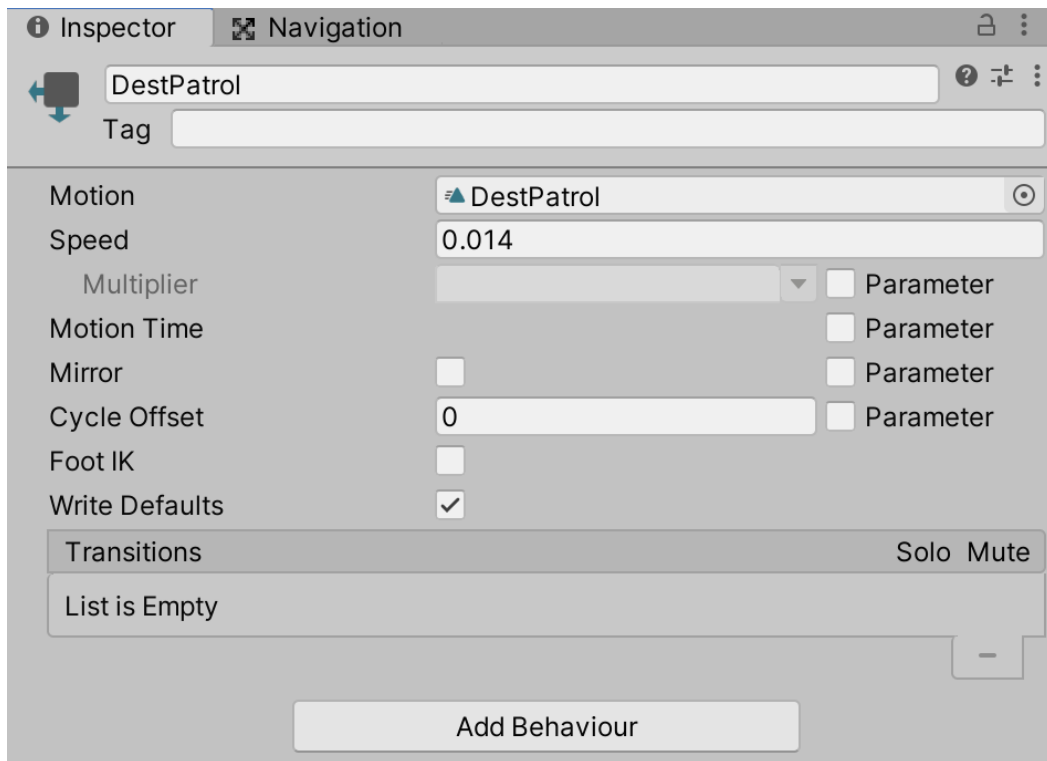 Inspector Navigation
DestPatrol
Tag
Motion DestPatrol
Speed 0.014
Multiplier Parameter
Motion Time Parameter
Mirror Parameter
Cycle Offset 0 Parameter
Foot IK
Write Defaults
Transitions Solo Mute
List is Empty
Add Behaviour